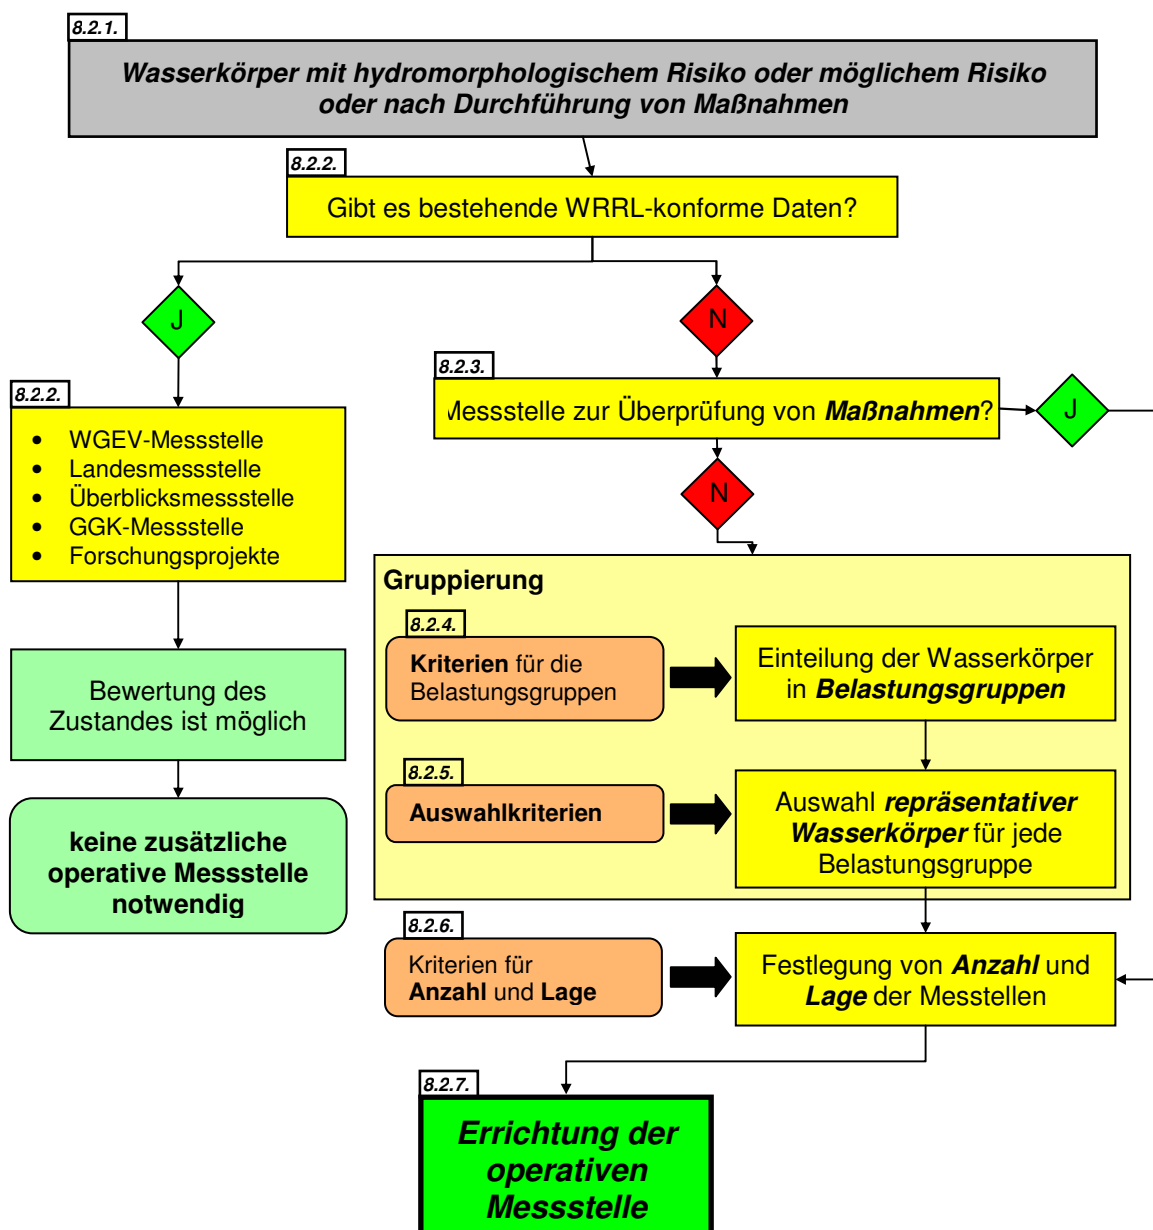 8.2.1.
Wasserkörper mit hydromorphologischem Risiko oder möglichem Risiko
oder nach Durchführung von Maßnahmen
8.2.2.
Gibt es bestehende WRRL-konforme Daten?
J
N
8.2.2.
• WGEV-Messstelle
• Landesmessstelle
• Überblicksmessstelle
• GGK-Messstelle
• Forschungsprojekte
8.2.3.
Messstelle zur Überprüfung von Maßnahmen?
J
N
Bewertung des
Zustandes ist möglich
keine zusätzliche
operative Messstelle
notwendig
Gruppierung
8.2.4.
Kriterien für die
Belastungsgruppen
Einteilung der Wasserkörper
in Belastungsgruppen
8.2.5.
Auswahlkriterien
Auswahl repräsentativer
Wasserkörper für jede
Belastungsgruppe
8.2.6.
Kriterien für
Anzahl und Lage
Festlegung von Anzahl und
Lage der Messtellen
8.2.7.
Errichtung der
operativen
Messstelle